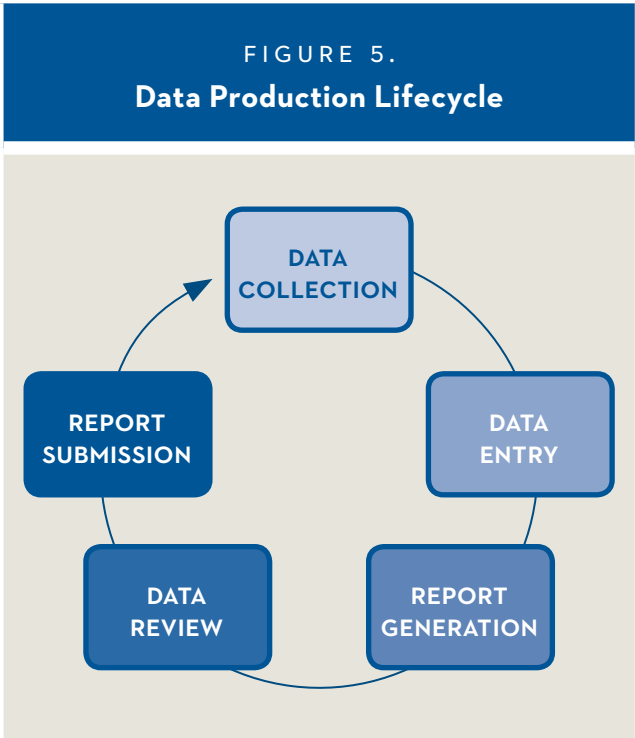 FIGURE 5.
Data Production Lifecycle
DATA
COLLECTION
DATA
ENTRY
REPORT
GENERATION
DATA
REVIEW
REPORT
SUBMISSION